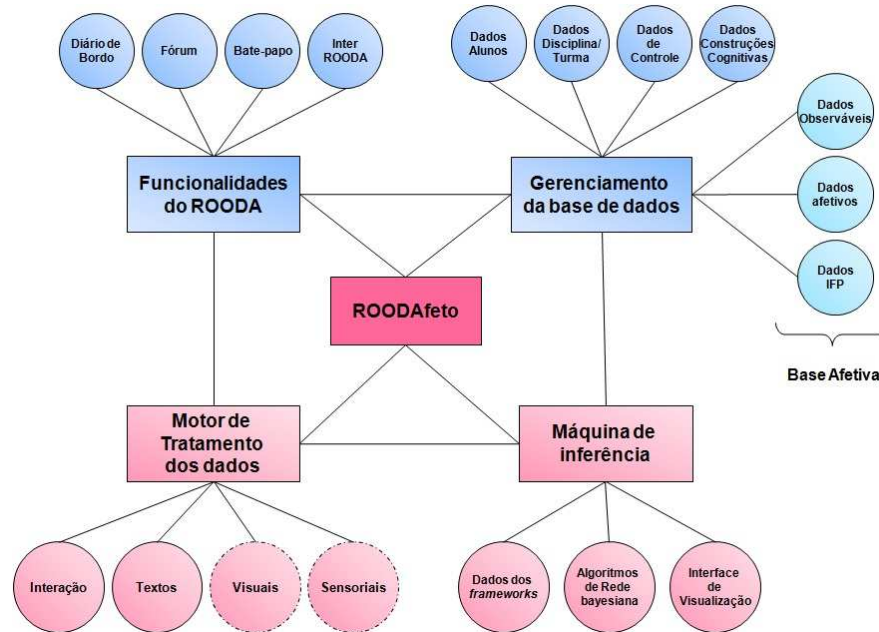 Diário de
Bordo
Fórum
Bate-papo
Inter
ROODA
Dados
Alunos
Dados
Disciplina/
Turma
Dados
de
Controle
Dados
Construções
Cognitivas
Dados
Observáveis
Dados
afetivos
Dados
IFP
Base Afetiva
Funcionalidades
do ROODA
Gerenciamento
da base de dados
ROODAfeto
Motor de
Tratamento
dos dados
Máquina de
inferência
Interação
Textos
Visuais
Sensoriais
Dados dos
frameworks
Algoritmos
de Rede
bayesiana
Interface
de
Visualização